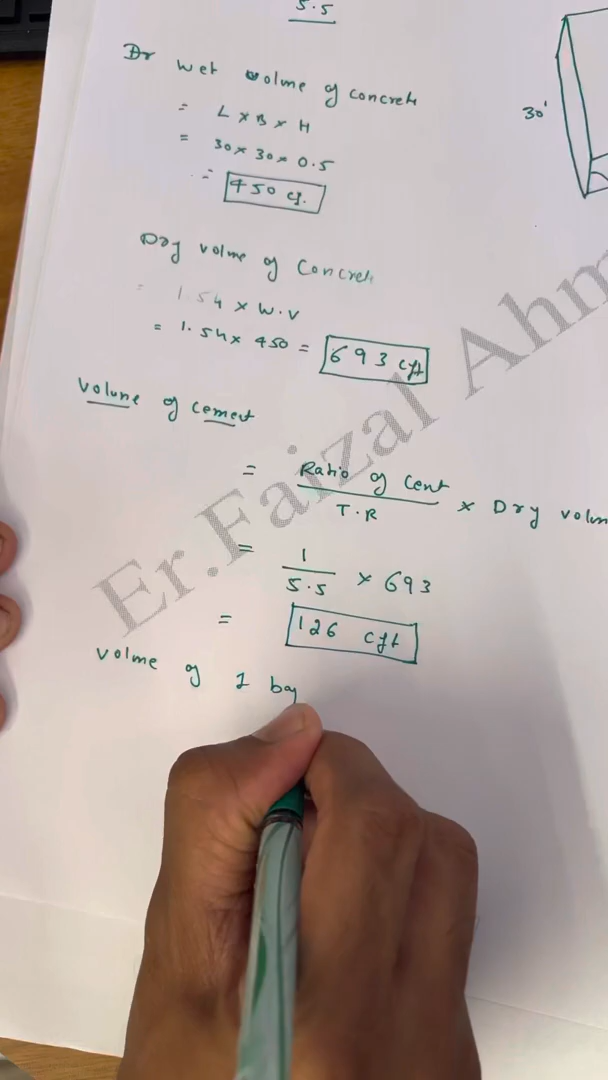 5.5
Dr wet volme of concrete
= L × B × H
= 30 × 30 × 0.5
= 450 cf.
30'
Dry volme of Concrete
= 1.54 × W.V
= 1.54 × 450 = 693 cft
Volume of cement
= Ratio of Cent / T.R × Dry volum
= 1 / 5.5 × 693
= 126 cft
Volme of 1 bag
Er.Faizal Ahm